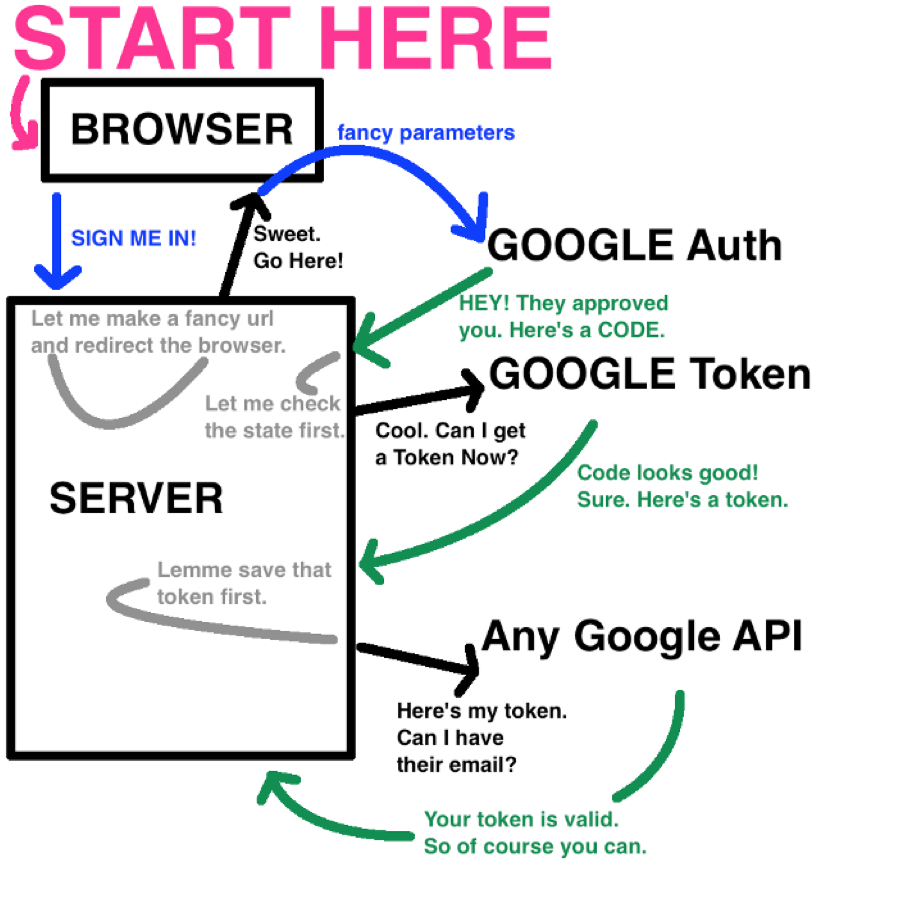 START HERE
BROWSER
fancy parameters
SIGN ME IN!
Sweet.
Go Here!
GOOGLE Auth
HEY! They approved
you. Here's a CODE.
Let me make a fancy url
and redirect the browser.
Let me check
the state first.
GOOGLE Token
Cool. Can I get
a Token Now?
Code looks good!
Sure. Here's a token.
SERVER
Lemme save that
token first.
Any Google API
Here's my token.
Can I have
their email?
Your token is valid.
So of course you can.